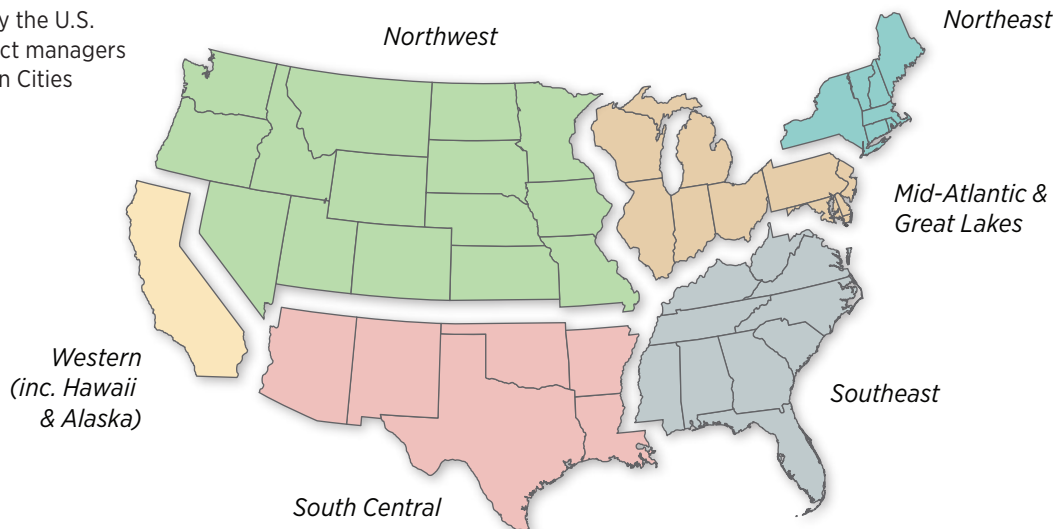 y the U.S.
ct managers
n Cities
Northwest
Northeast
Mid-Atlantic &
Great Lakes
Western
(inc. Hawaii
& Alaska)
Southeast
South Central